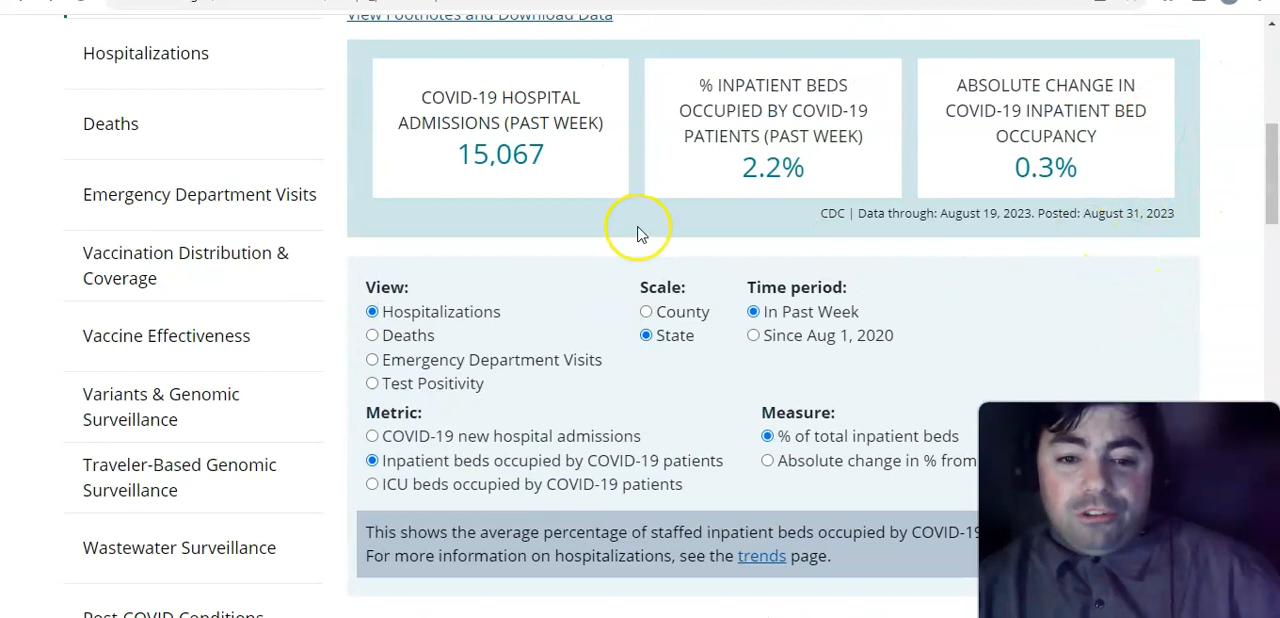 View Footnotes and Download Data
Hospitalizations
Deaths
Emergency Department Visits
Vaccination Distribution &
Coverage
Vaccine Effectiveness
Variants & Genomic
Surveillance
Traveler-Based Genomic
Surveillance
Wastewater Surveillance
Post-COVID Conditions
COVID-19 HOSPITAL
ADMISSIONS (PAST WEEK)
15,067
% INPATIENT BEDS
OCCUPIED BY COVID-19
PATIENTS (PAST WEEK)
2.2%
ABSOLUTE CHANGE IN
COVID-19 INPATIENT BED
OCCUPANCY
0.3%
CDC | Data through: August 19, 2023. Posted: August 31, 2023
View:
Hospitalizations
Deaths
Emergency Department Visits
Test Positivity
Scale:
County
State
Time period:
In Past Week
Since Aug 1, 2020
Metric:
COVID-19 new hospital admissions
Inpatient beds occupied by COVID-19 patients
ICU beds occupied by COVID-19 patients
Measure:
% of total inpatient beds
Absolute change in % from
This shows the average percentage of staffed inpatient beds occupied by COVID-19
For more information on hospitalizations, see the trends page.